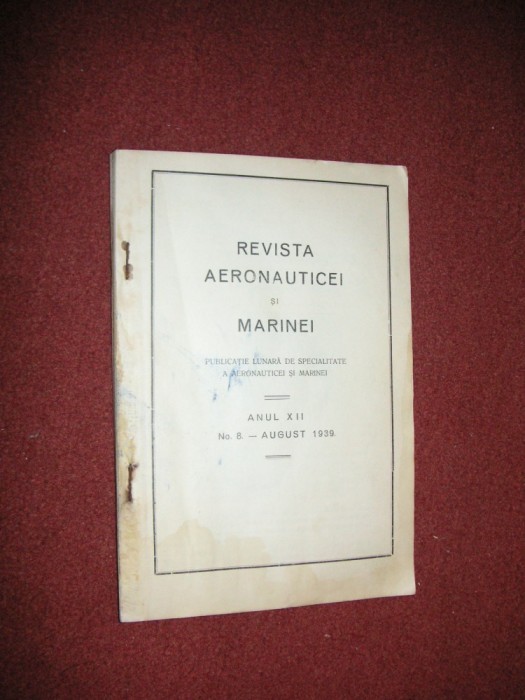 REVISTA
AERONAUTICEI
ȘI
MARINEI
PUBLICAȚIE LUNARĂ DE SPECIALITATE
A AERONAUTICEI ȘI MARINEI
ANUL XII
No. 8. — AUGUST 1939.